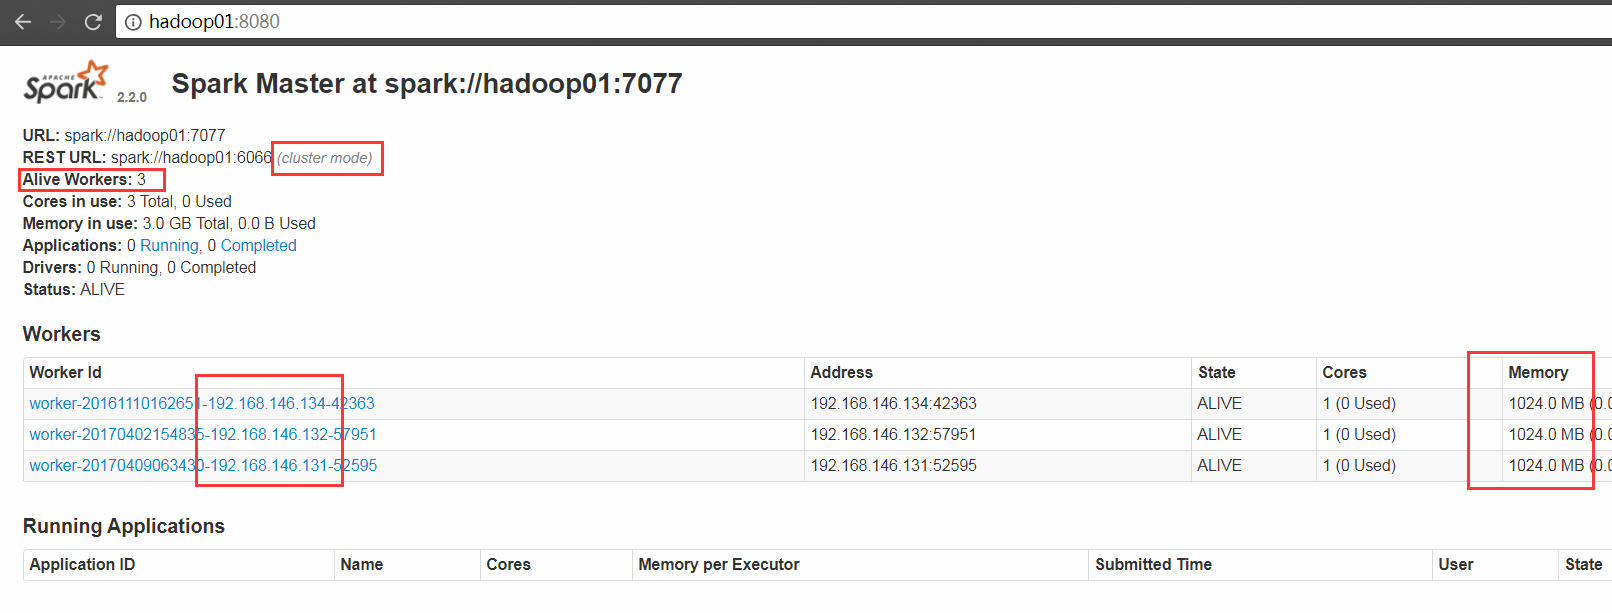 hadoop01:8080
APACHE
Spark 2.2.0 Spark Master at spark://hadoop01:7077
URL: spark://hadoop01:7077
REST URL: spark://hadoop01:6066 (cluster mode)
Alive Workers: 3
Cores in use: 3 Total, 0 Used
Memory in use: 3.0 GB Total, 0.0 B Used
Applications: 0 Running, 0 Completed
Drivers: 0 Running, 0 Completed
Status: ALIVE
Workers
Worker Id Address State Cores Memory
worker-20161110162651-192.168.146.134-42363 192.168.146.134:42363 ALIVE 1 (0 Used) 1024.0 MB (0.0
worker-20170402154835-192.168.146.132-57951 192.168.146.132:57951 ALIVE 1 (0 Used) 1024.0 MB (0.0
worker-20170409063430-192.168.146.131-52595 192.168.146.131:52595 ALIVE 1 (0 Used) 1024.0 MB (0.0
Running Applications
Application ID Name Cores Memory per Executor Submitted Time User State